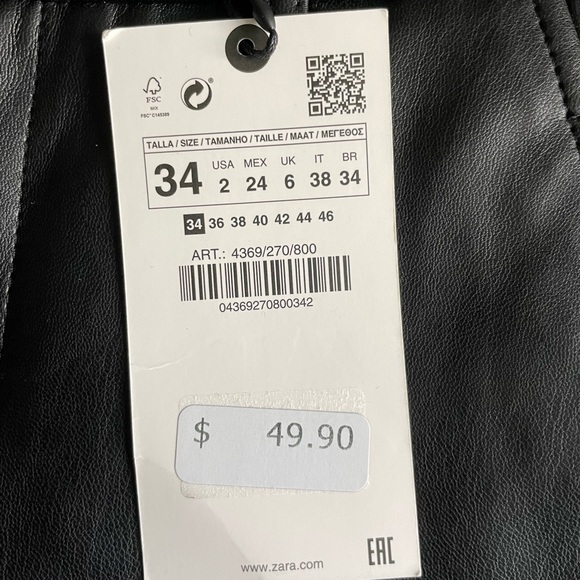 FSC
MIX
FSC® C145389
®
TALLA / SIZE / TAMANHO / TAILLE / MAAT / ΜΕΓΕΘΟΣ
34 USA MEX UK IT BR
2 24 6 38 34
34 36 38 40 42 44 46
ART.: 4369/270/800
04369270800342
$ 49.90
www.zara.com
EAC